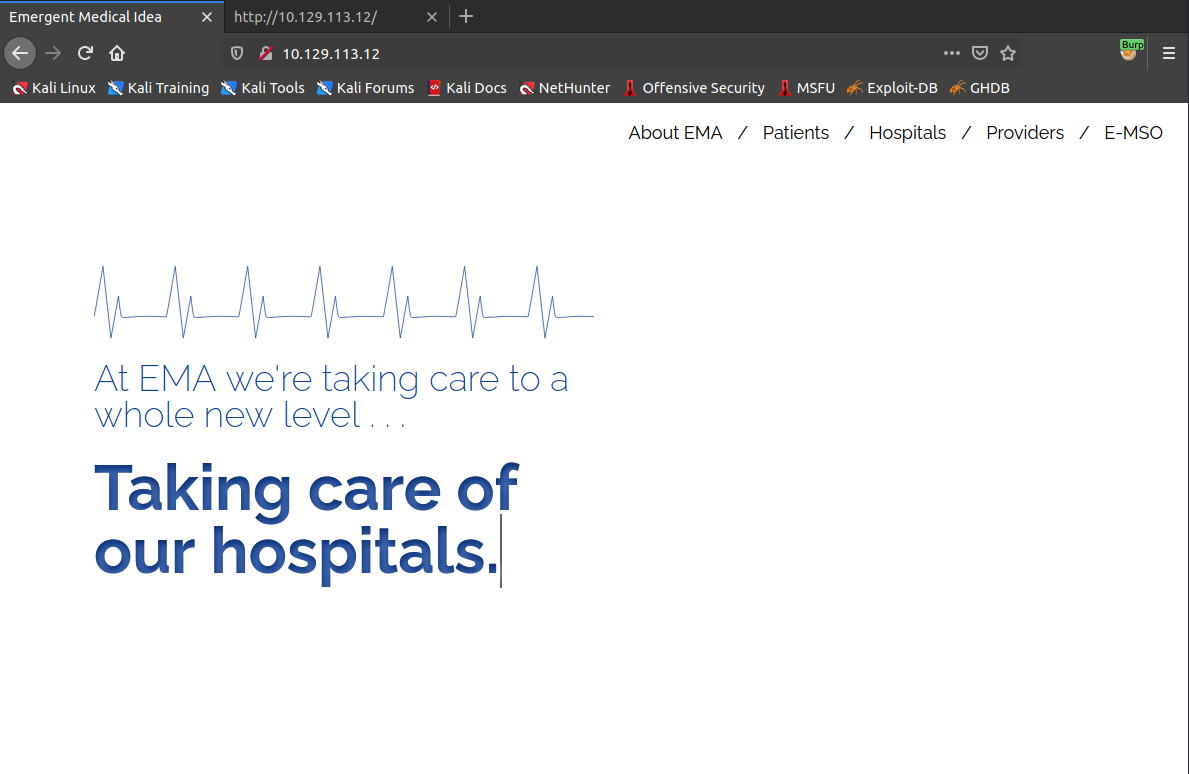 Emergent Medical Idea
http://10.129.113.12/
10.129.113.12
Burp
Kali Linux Kali Training Kali Tools Kali Forums Kali Docs NetHunter Offensive Security MSFU Exploit-DB GHDB
About EMA / Patients / Hospitals / Providers / E-MSO
At EMA we're taking care to a
whole new level . . .
Taking care of
our hospitals.